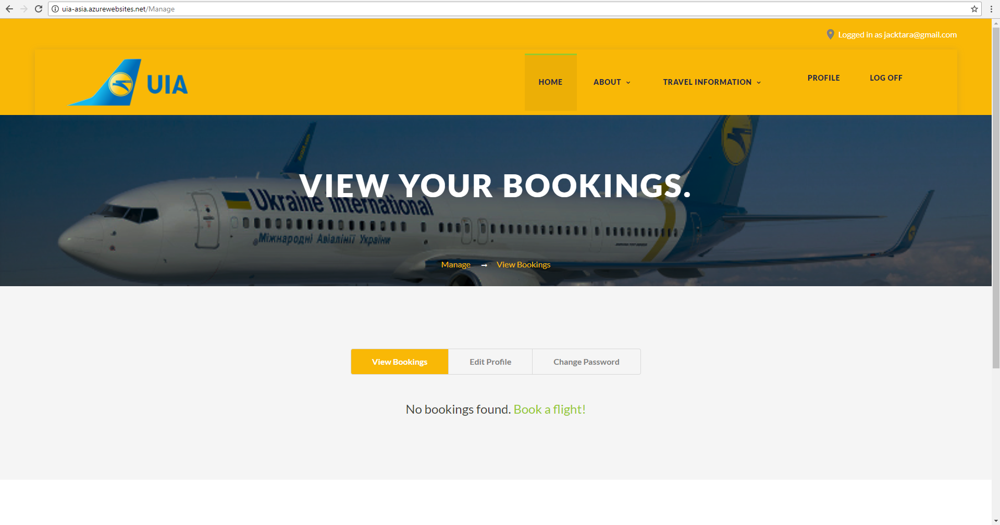 uia-asia.azurewebsites.net/Manage
Logged in as jacktara@gmail.com
UIA
HOME
ABOUT
TRAVEL INFORMATION
PROFILE
LOG OFF
VIEW YOUR BOOKINGS.
Ukraine International
Міжнародні Авіалінії України
Manage → View Bookings
View Bookings
Edit Profile
Change Password
No bookings found. Book a flight!